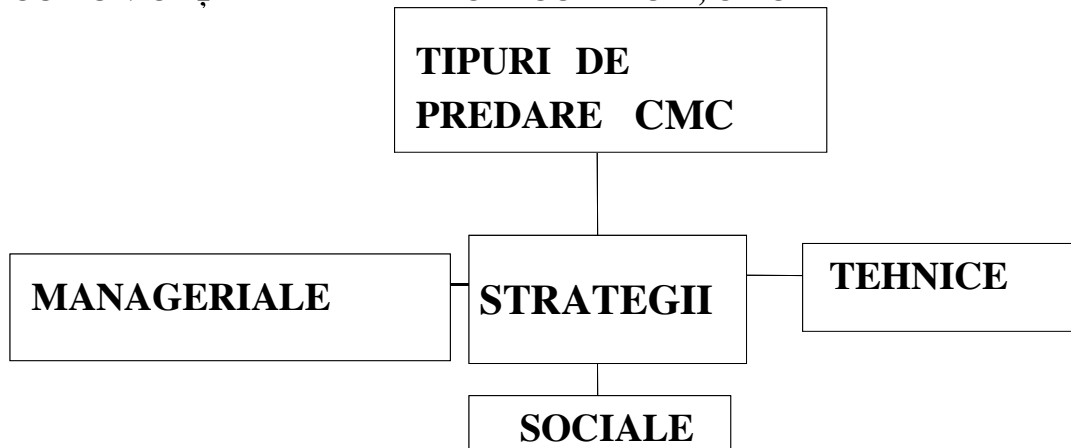 TIPURI DE
PREDARE CMC
MANAGERIALE
STRATEGII
TEHNICE
SOCIALE